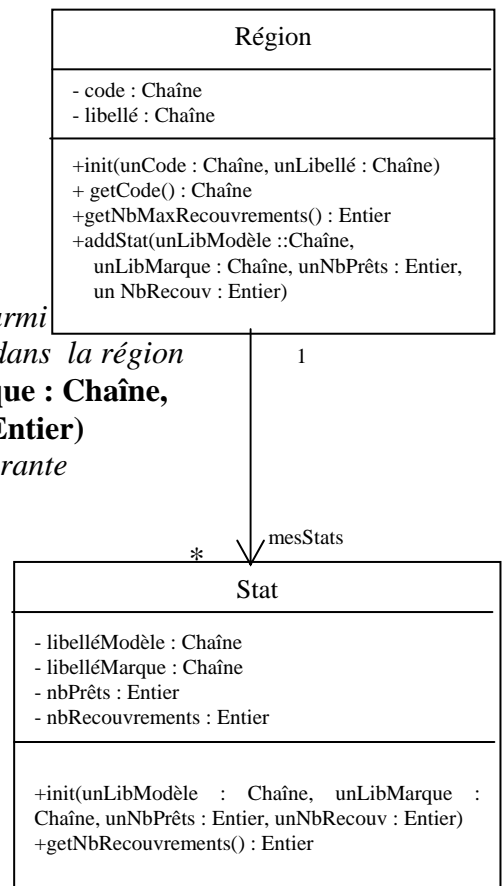 Région
- code : Chaîne
- libellé : Chaîne
+init(unCode : Chaîne, unLibellé : Chaîne)
+ getCode() : Chaîne
+getNbMaxRecouvrements() : Entier
+addStat(unLibModèle ::Chaîne,
unLibMarque : Chaîne, unNbPrêts : Entier,
un NbRecouv : Entier)
armi
dans la région
1
que : Chaîne,
Entier)
rante
mesStats
*
Stat
- libelléModèle : Chaîne
- libelléMarque : Chaîne
- nbPrêts : Entier
- nbRecouvrements : Entier
+init(unLibModèle : Chaîne, unLibMarque :
Chaîne, unNbPrêts : Entier, unNbRecouv : Entier)
+getNbRecouvrements() : Entier